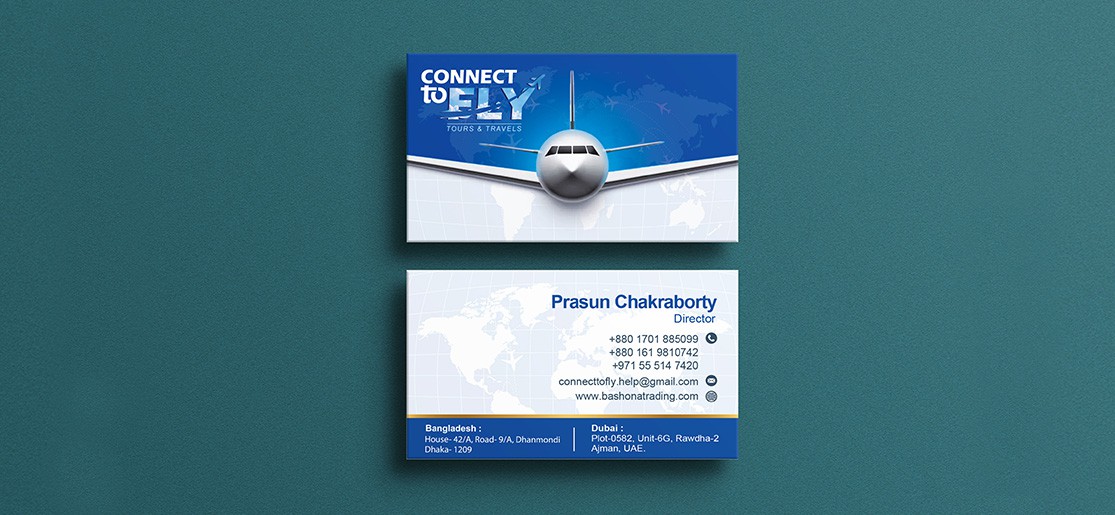 CONNECT
to FLY
TOURS & TRAVELS
Prasun Chakraborty
Director
+880 1701 885099
+880 161 9810742
+971 55 514 7420
connecttofly.help@gmail.com
www.bashonatrading.com
Bangladesh :
House- 42/A, Road- 9/A, Dhanmondi
Dhaka- 1209
Dubai :
Plot-0582, Unit-6G, Rawdha-2
Ajman, UAE.